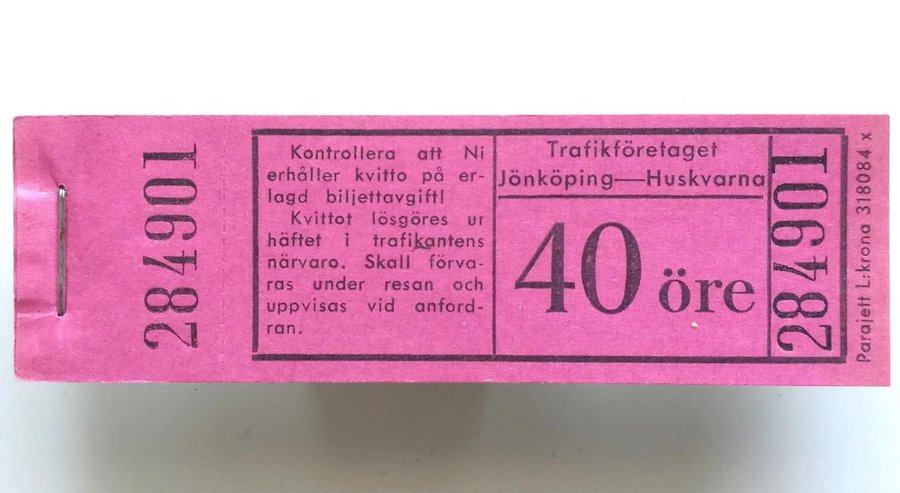 284901
Kontrollera att Ni
erhåller kvitto på er-
lagd biljettavgift!
Kvittot lösgöres ur
häftet i trafikantens
närvaro. Skall förva-
ras under resan och
uppvisas vid anford-
ran.
Trafikföretaget
Jönköping—Huskvarna
40 öre
284901
Parajett L:krona 318084 x